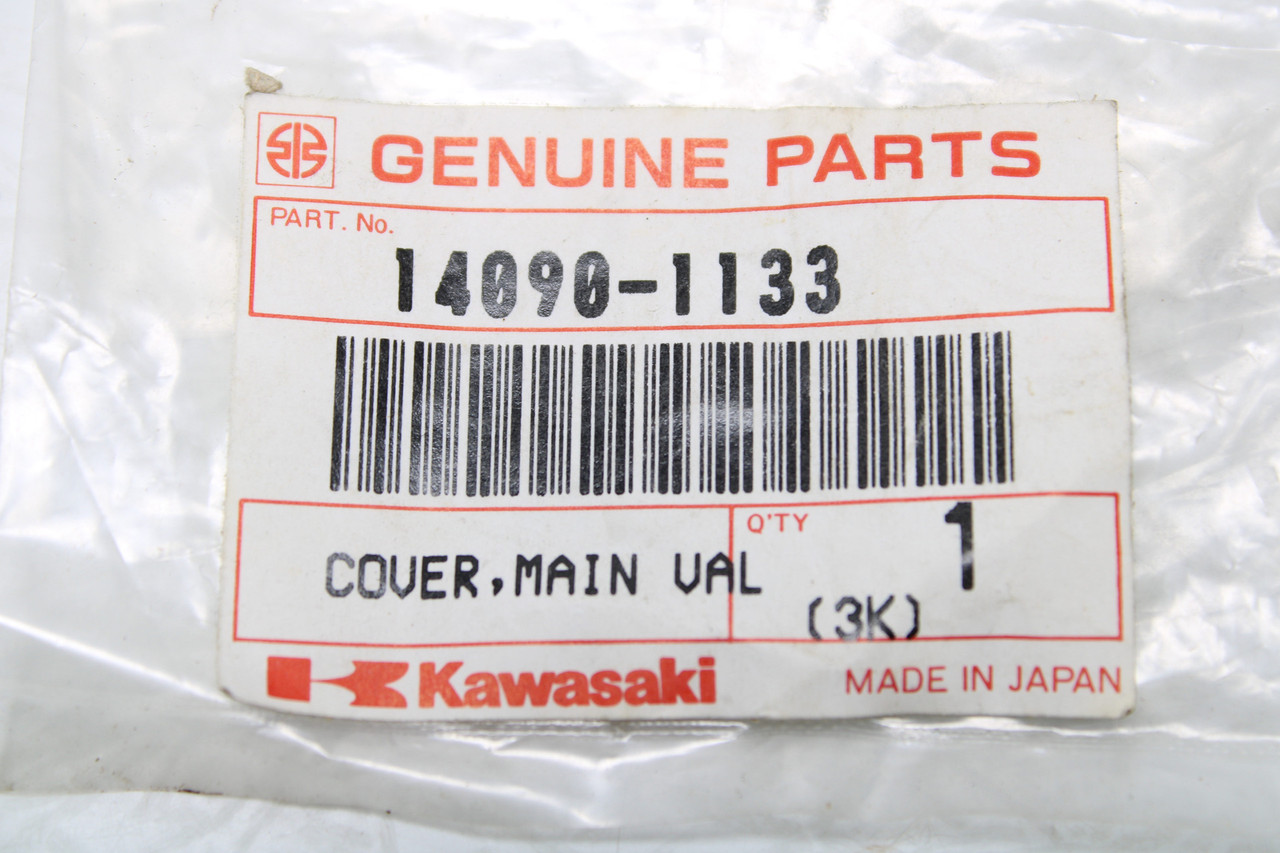 GENUINE PARTS
PART. No.
14090-1133
Q'TY
1
COVER,MAIN VAL
(3K)
Kawasaki
MADE IN JAPAN